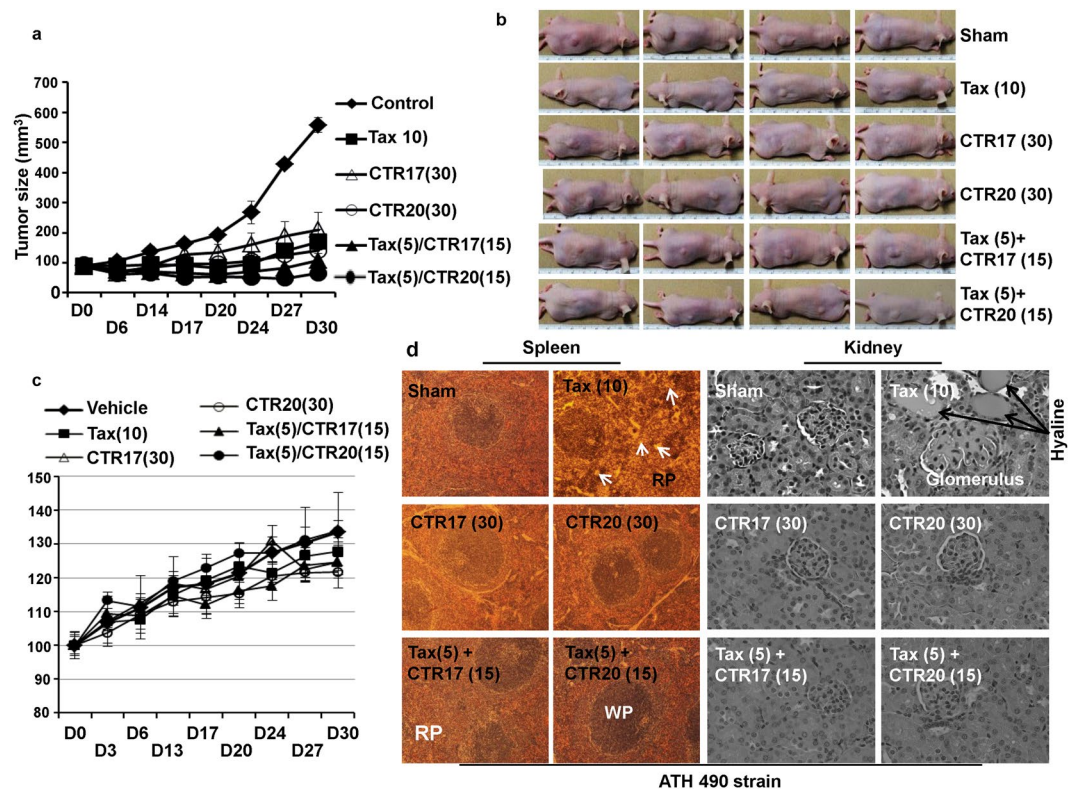 a
Tumor size (mm³)
700
600
500
400
300
200
100
0
D0
D6
D14
D17
D20
D24
D27
D30
Control
Tax 10)
CTR17(30)
CTR20(30)
Tax(5)/CTR17(15)
Tax(5)/CTR20(15)
b
Sham
Tax (10)
CTR17 (30)
CTR20 (30)
Tax (5)+
CTR17 (15)
Tax (5)+
CTR20 (15)
c
Vehicle
Tax(10)
CTR17(30)
CTR20(30)
Tax(5)/CTR17(15)
Tax(5)/CTR20(15)
150
140
130
120
110
100
90
80
D0
D3
D6
D13
D17
D20
D24
D27
D30
d
Spleen
Kidney
Sham
Tax (10)
RP
Sham
Tax (10)
Glomerulus
Hyaline
CTR17 (30)
CTR20 (30)
CTR17 (30)
CTR20 (30)
Tax(5) +
CTR17 (15)
RP
Tax(5) +
CTR20 (15)
WP
Tax (5) +
CTR17 (15)
Tax (5) +
CTR20 (15)
ATH 490 strain